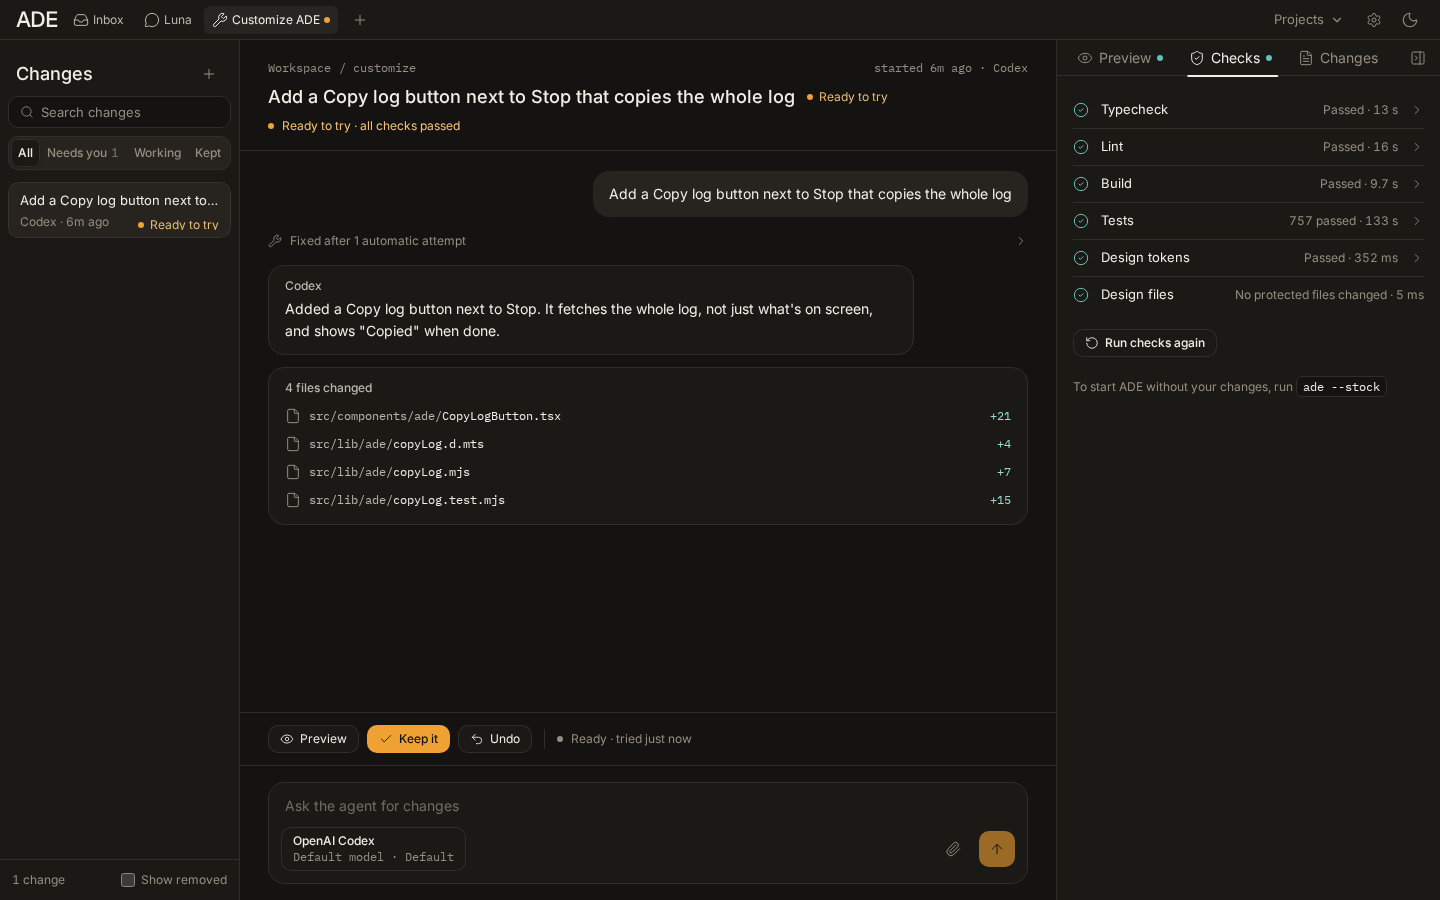 ADE
Inbox
Luna
Customize ADE
Projects
Changes
Search changes
All
Needs you 1
Working
Kept
Add a Copy log button next to...
Codex · 6m ago
Ready to try
1 change
Show removed
Workspace / customize
started 6m ago · Codex
Add a Copy log button next to Stop that copies the whole log
Ready to try
Ready to try · all checks passed
Add a Copy log button next to Stop that copies the whole log
Fixed after 1 automatic attempt
Codex
Added a Copy log button next to Stop. It fetches the whole log, not just what's on screen,
and shows "Copied" when done.
4 files changed
src/components/ade/CopyLogButton.tsx +21
src/lib/ade/copyLog.d.mts +4
src/lib/ade/copyLog.mjs +7
src/lib/ade/copyLog.test.mjs +15
Preview
Keep it
Undo
Ready · tried just now
Ask the agent for changes
OpenAI Codex
Default model · Default
Preview
Checks
Changes
Typecheck Passed · 13 s
Lint Passed · 16 s
Build Passed · 9.7 s
Tests 757 passed · 133 s
Design tokens Passed · 352 ms
Design files No protected files changed · 5 ms
Run checks again
To start ADE without your changes, run ade --stock